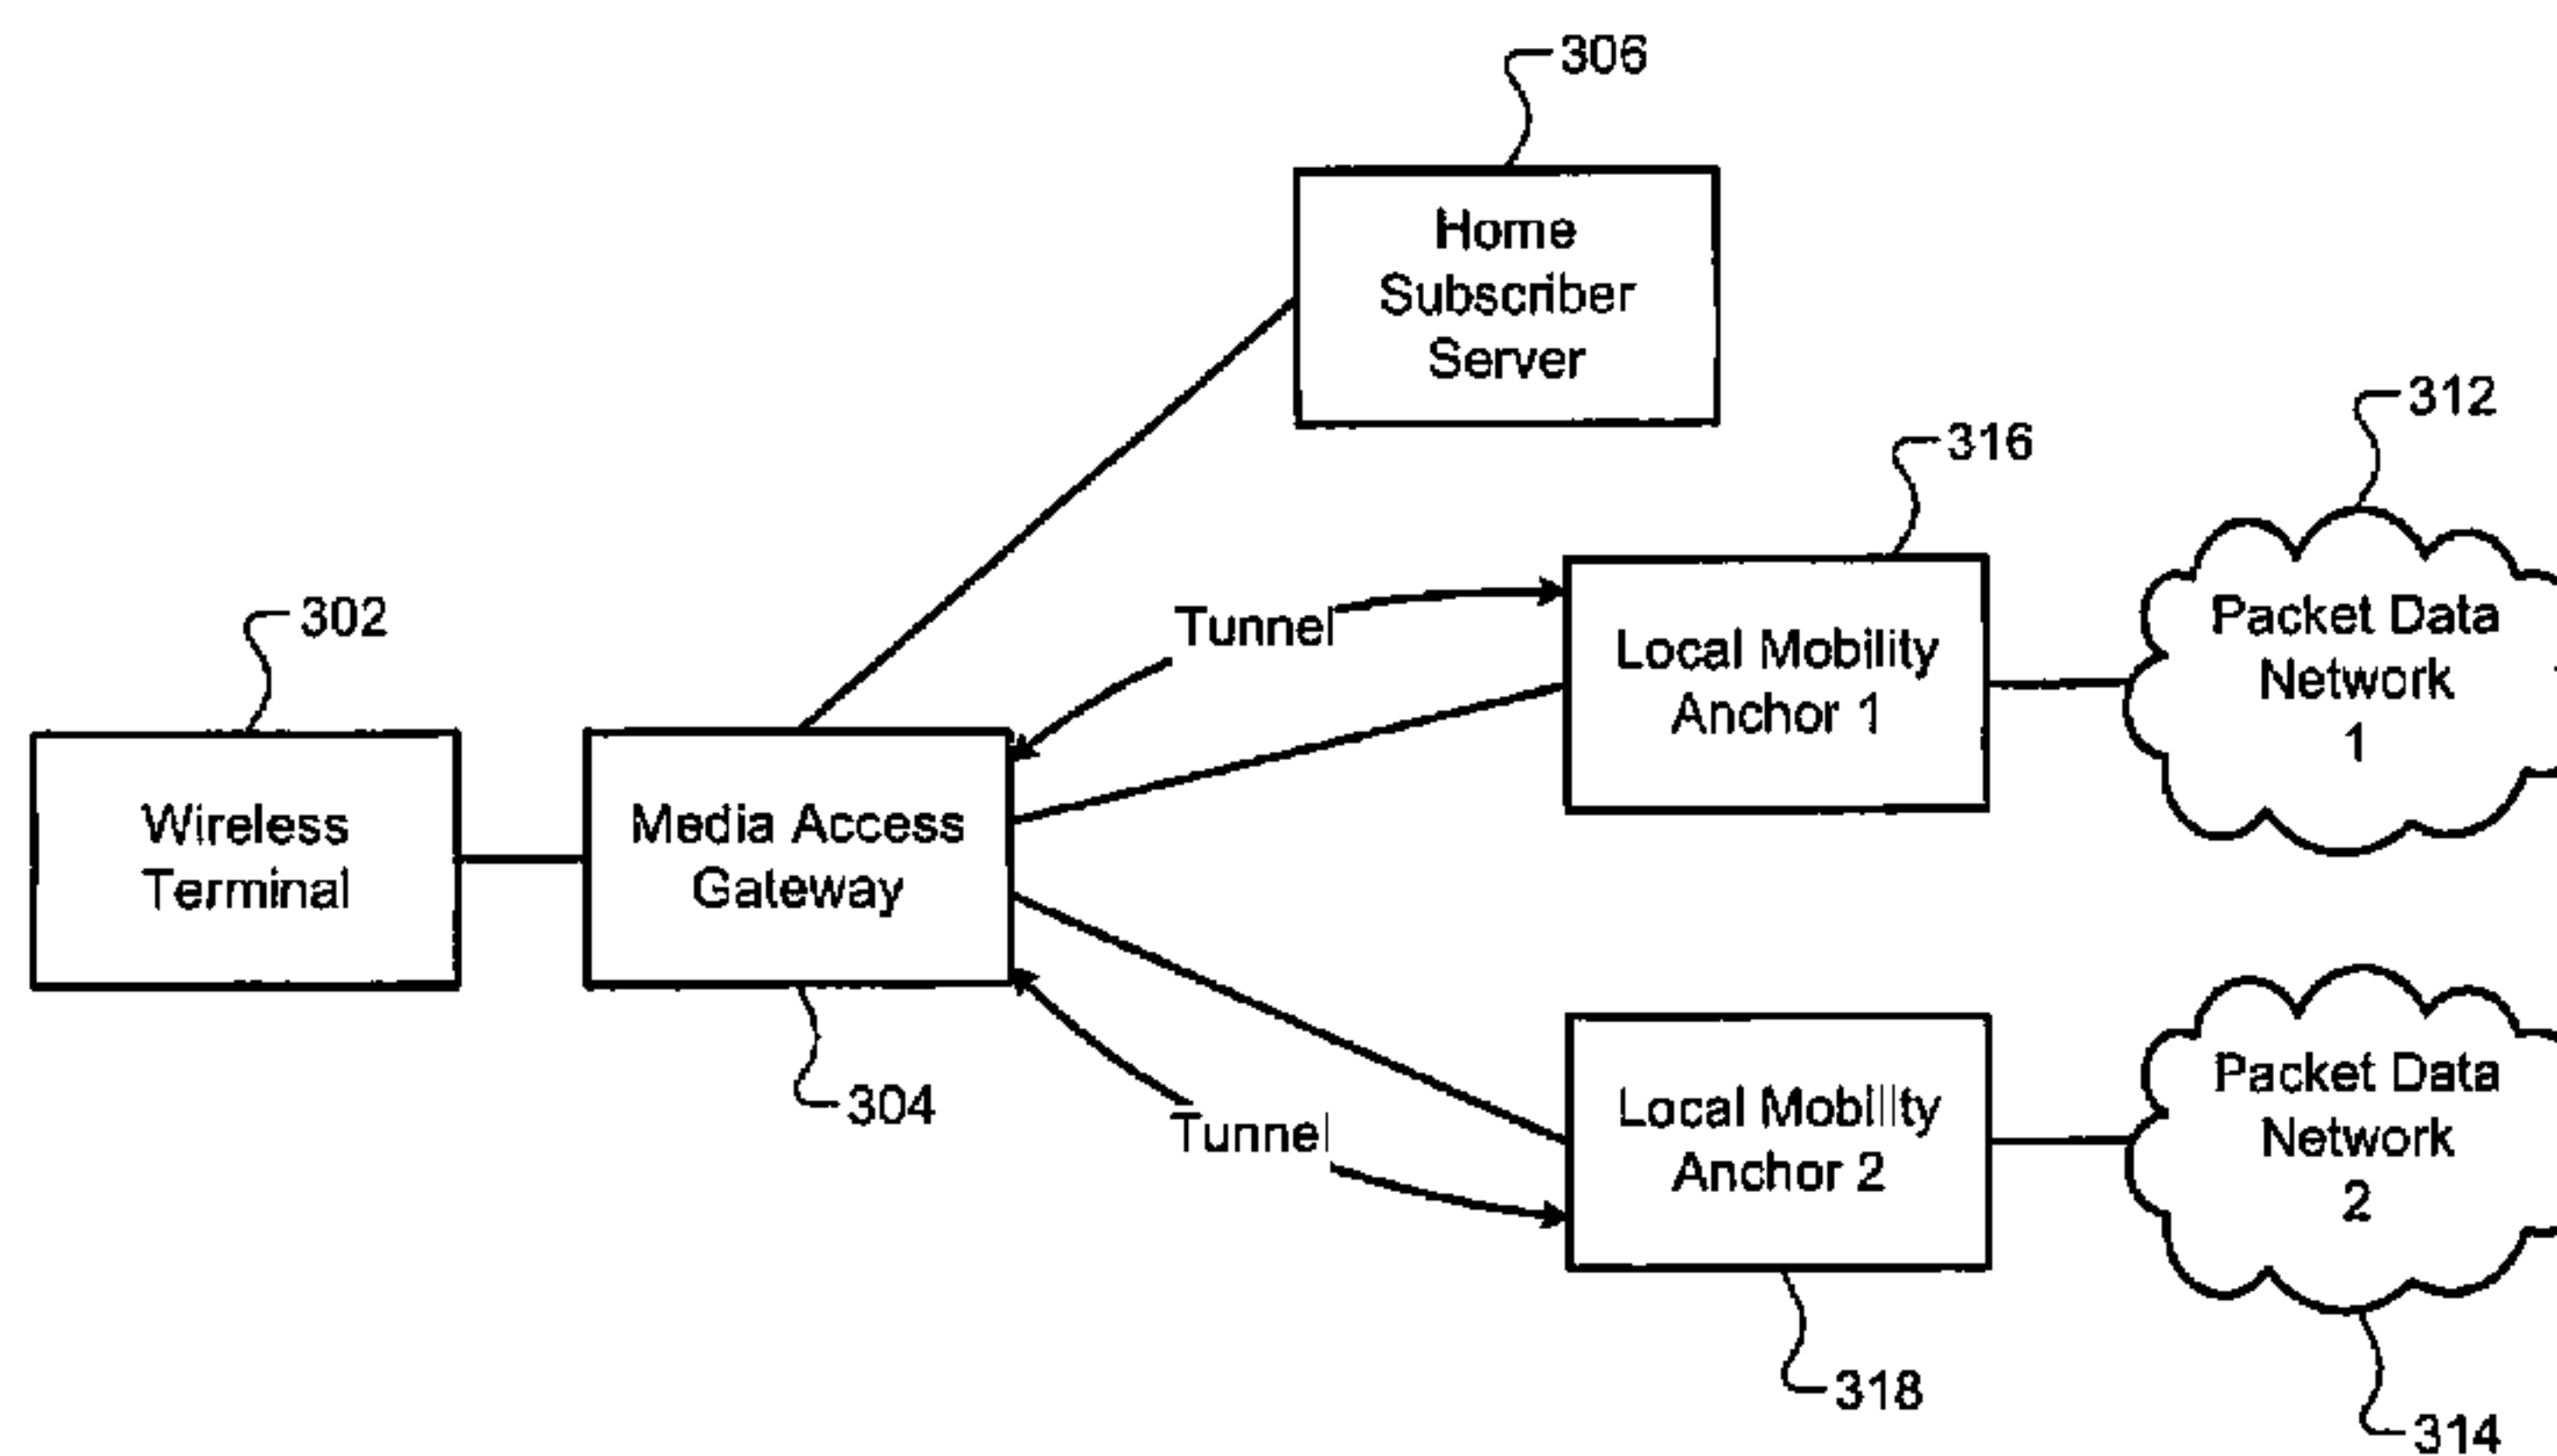 306
Home
Subscriber
Server
312
316
302
Tunnel
Packet Data
Network
1
Local Mobility
Anchor 1
Wireless
Terminal
Media Access
Gateway
304
Tunnel
Local Mobility
Anchor 2
Packet Data
Network
2
318
314